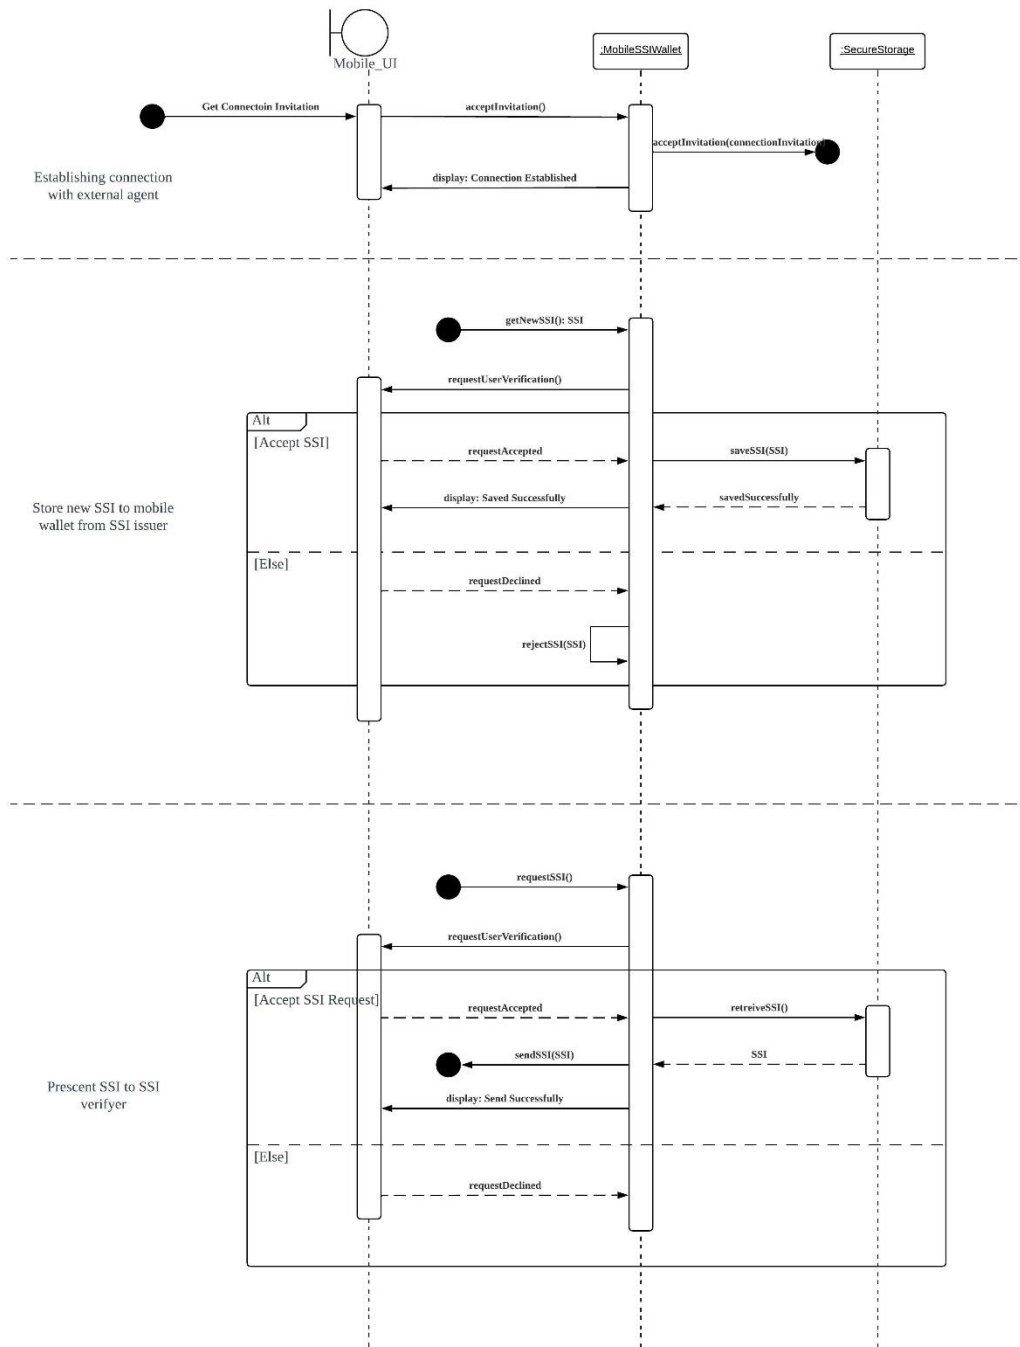 Mobile_UI
:MobileSSIWallet
:SecureStorage
Get Connectoin Invitation
acceptInvitation()
acceptInvitation(connectionInvitation)
Establishing connection
with external agent
display: Connection Established
getNewSSI(): SSI
requestUserVerification()
Alt
[Accept SSI]
requestAccepted
saveSSI(SSI)
Store new SSI to mobile
wallet from SSI issuer
display: Saved Successfully
savedSuccessfully
[Else]
requestDeclined
rejectSSI(SSI)
requestSSI()
requestUserVerification()
Alt
[Accept SSI Request]
requestAccepted
retreiveSSI()
sendSSI(SSI)
SSI
Prescent SSI to SSI
verifyer
display: Send Successfully
[Else]
requestDeclined